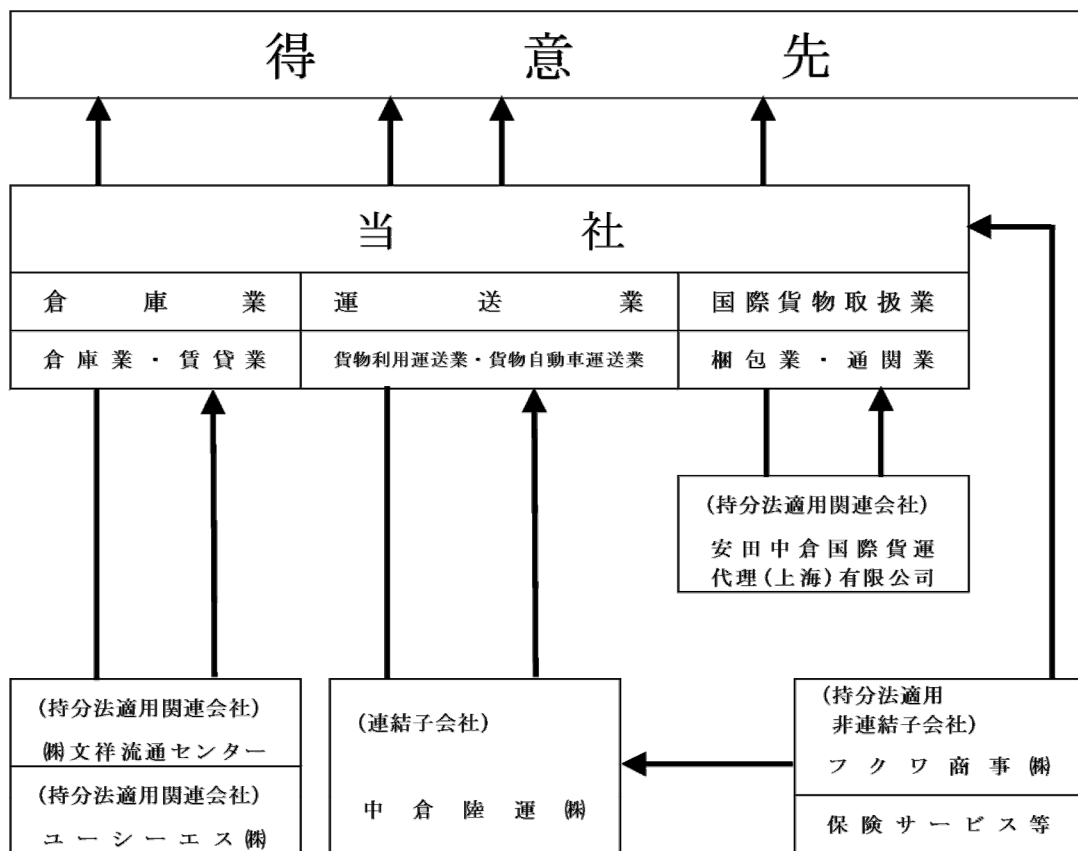 得意先
当社
倉庫業
運送業
国際貨物取扱業
倉庫業・賃貸業
貨物利用運送業・貨物自動車運送業
梱包業・通関業
(持分法適用関連会社)
安田中倉国際貨運
代理(上海)有限公司
(持分法適用関連会社)
㈱文祥流通センター
(持分法適用関連会社)
ユーシーエス㈱
(連結子会社)
中倉陸運㈱
(持分法適用
非連結子会社)
フクワ商事㈱
保険サービス等